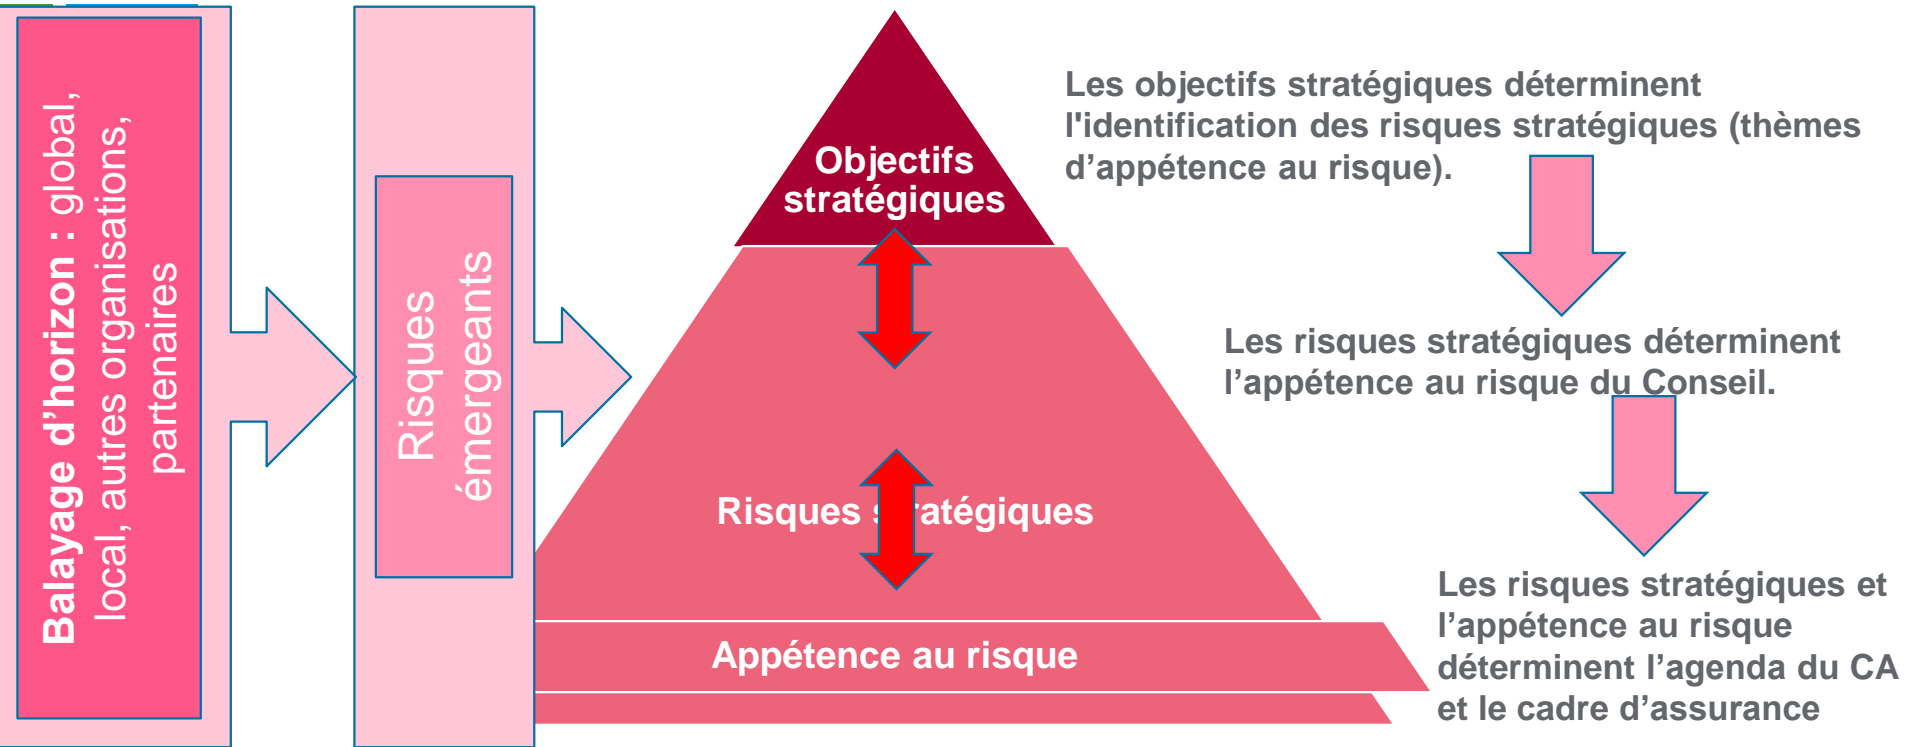 Balayage d’horizon : global,
local, autres organisations,
partenaires
Risques
émergeants
Objectifs
stratégiques
Risques stratégiques
Appétence au risque
Les objectifs stratégiques déterminent
l'identification des risques stratégiques (thèmes
d’appétence au risque).
Les risques stratégiques déterminent
l’appétence au risque du Conseil.
Les risques stratégiques et
l’appétence au risque
déterminent l’agenda du CA
et le cadre d’assurance